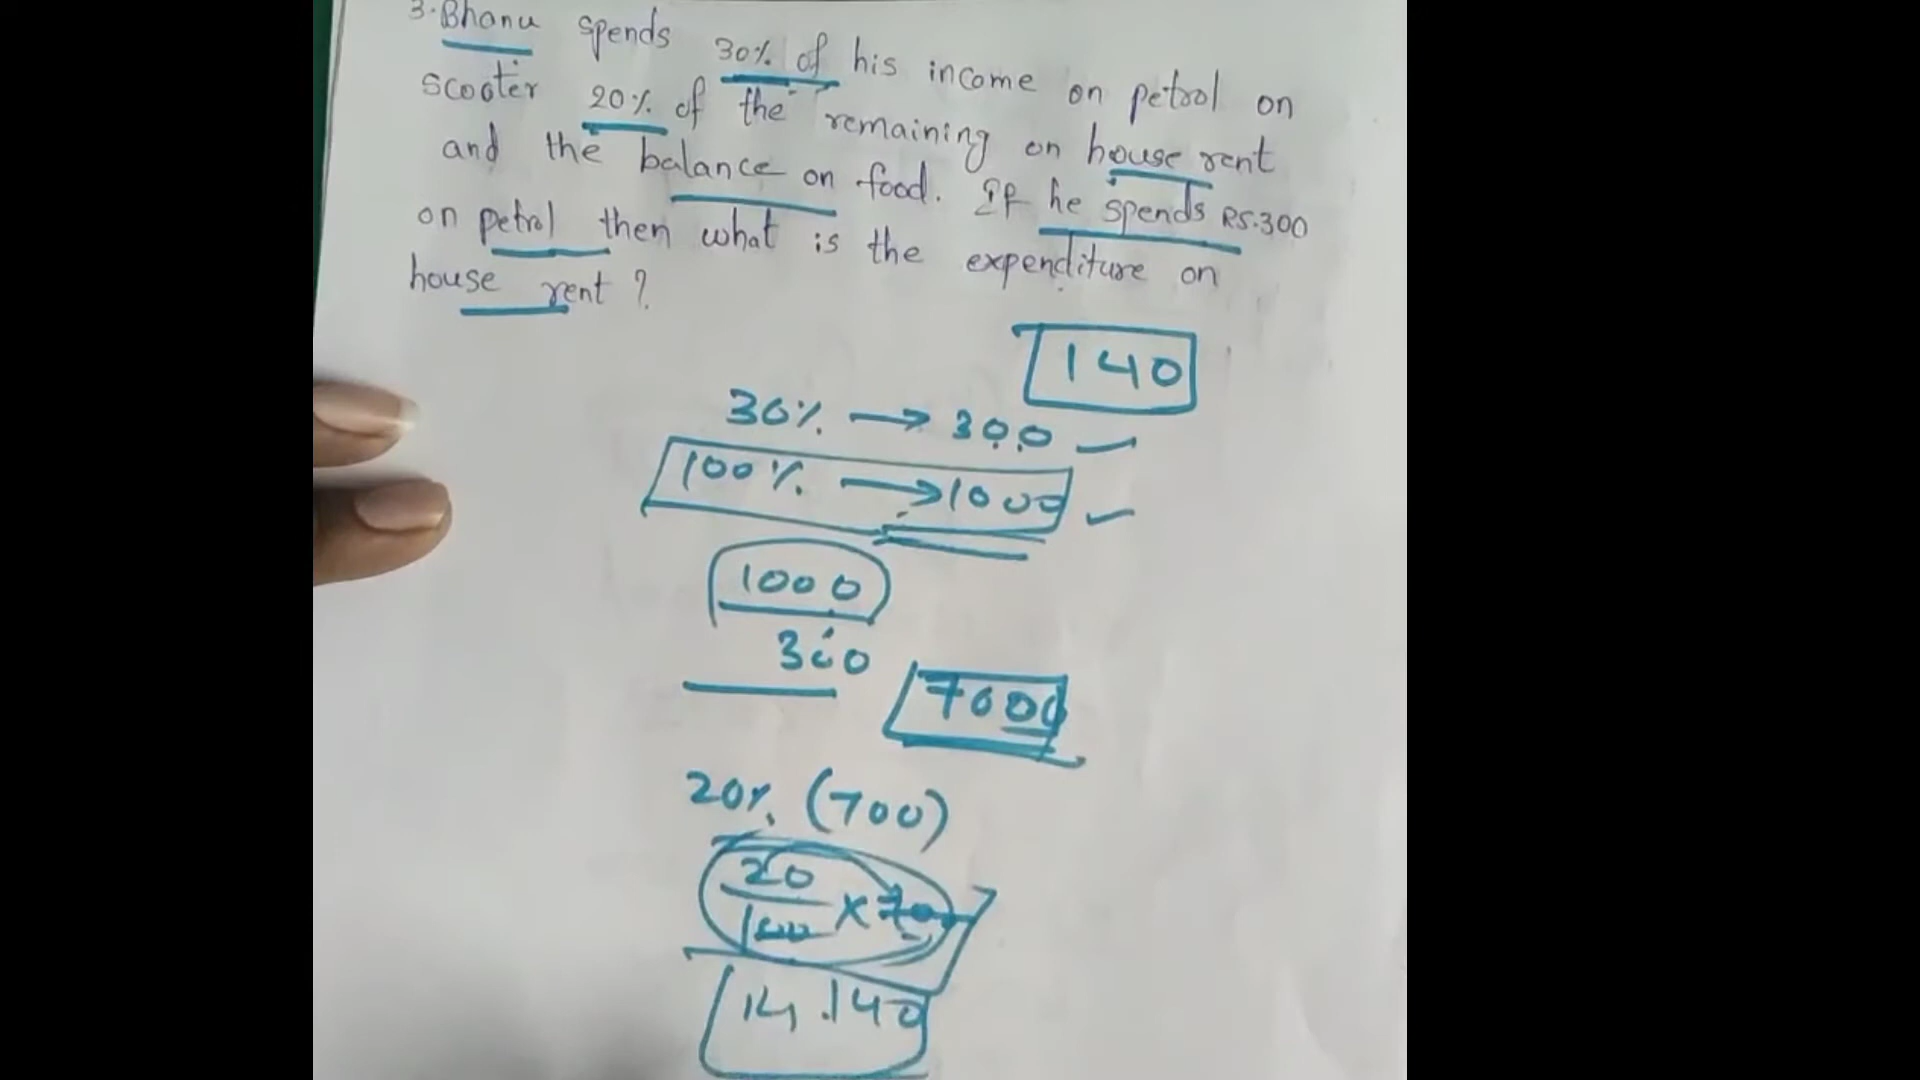 3. Bhanu spends 30% of his income on petrol on
scooter 20% of the remaining on house rent
and the balance on food. If he spends RS.300
on petrol then what is the expenditure on
house rent ?
140
30% → 300
100% → 1000
1000
300
7000
20% (700)
20
100 × 70
14 .140